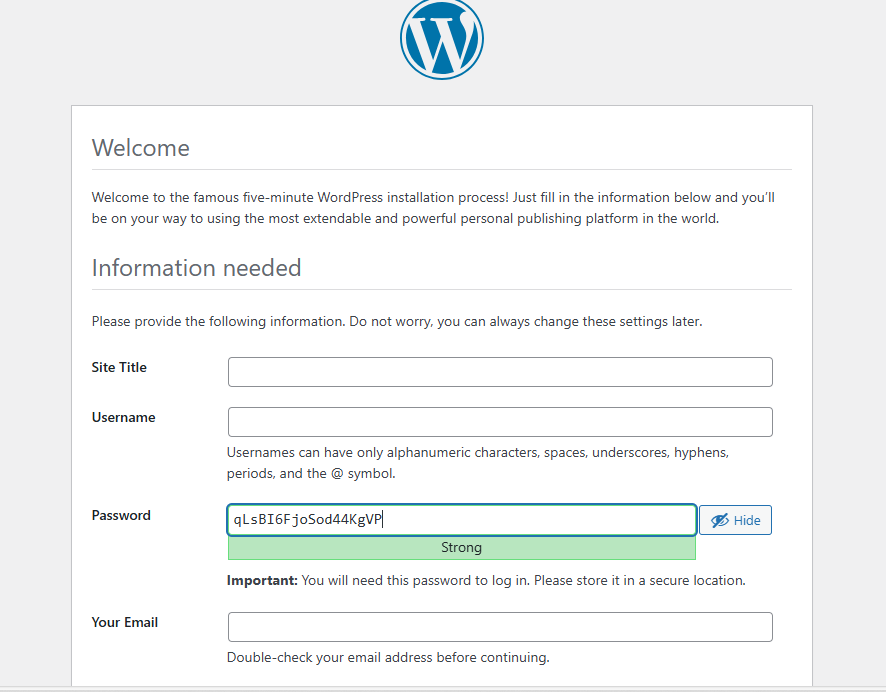 Welcome
Welcome to the famous five-minute WordPress installation process! Just fill in the information below and you’ll
be on your way to using the most extendable and powerful personal publishing platform in the world.
Information needed
Please provide the following information. Do not worry, you can always change these settings later.
Site Title
Username
Usernames can have only alphanumeric characters, spaces, underscores, hyphens,
periods, and the @ symbol.
Password
qLsBI6FjoSod44KgVP
Hide
Strong
Important: You will need this password to log in. Please store it in a secure location.
Your Email
Double-check your email address before continuing.